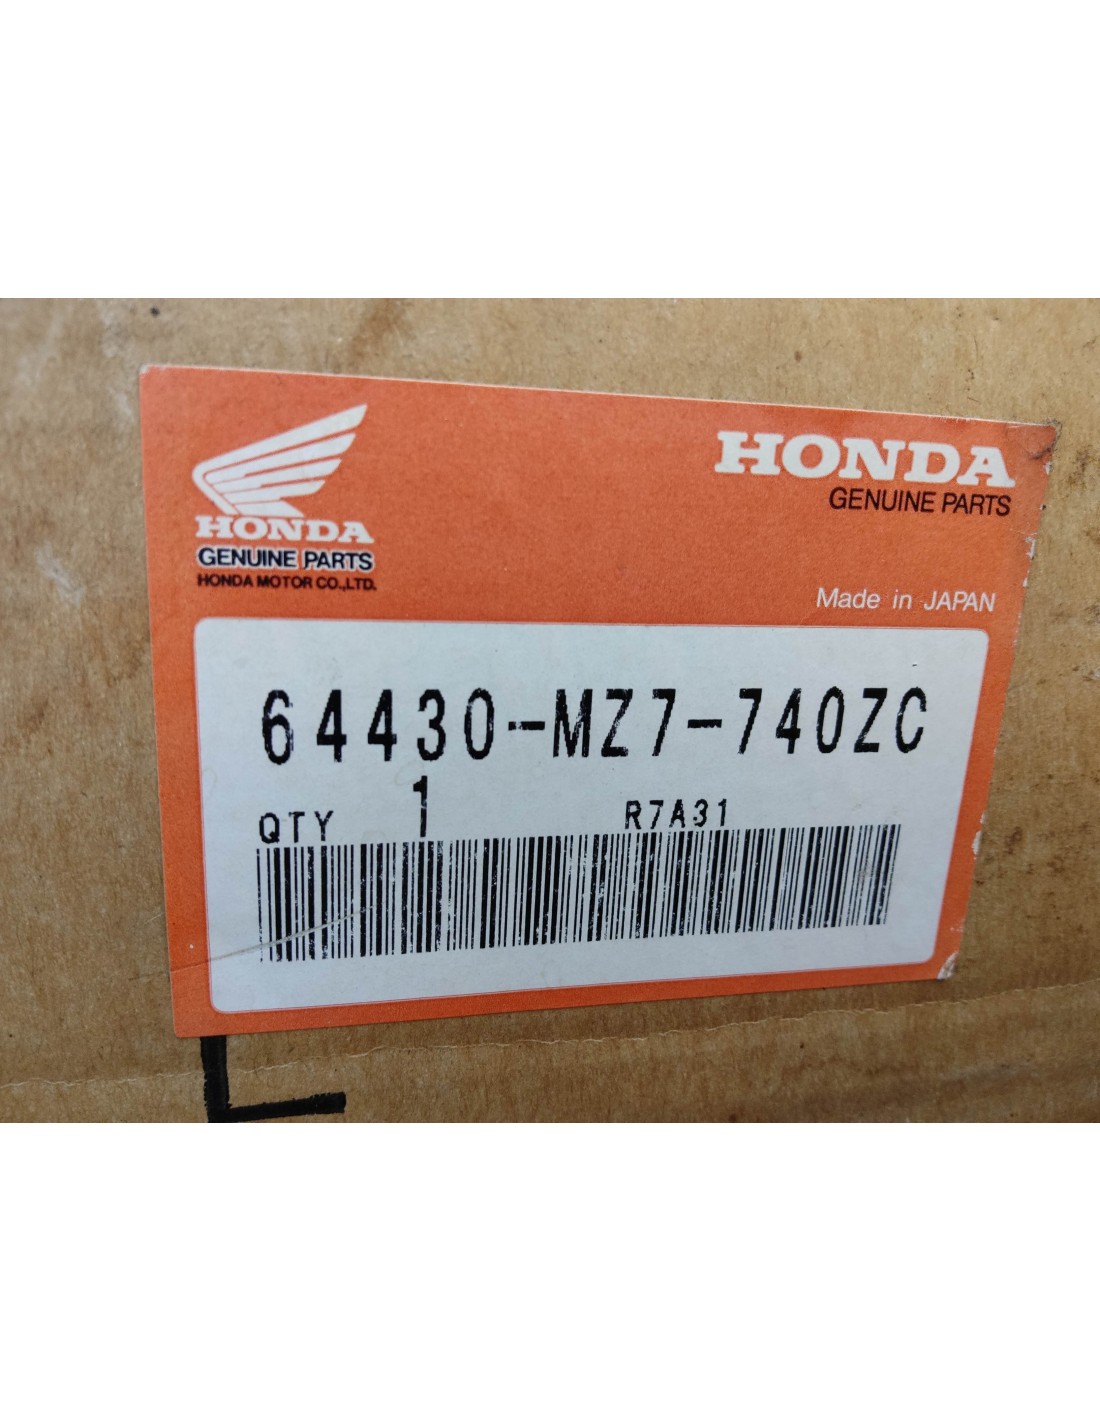 HONDA
GENUINE PARTS
HONDA MOTOR CO.,LTD.
HONDA
GENUINE PARTS
Made in JAPAN
64430-MZ7-740ZC
QTY 1 R7A31